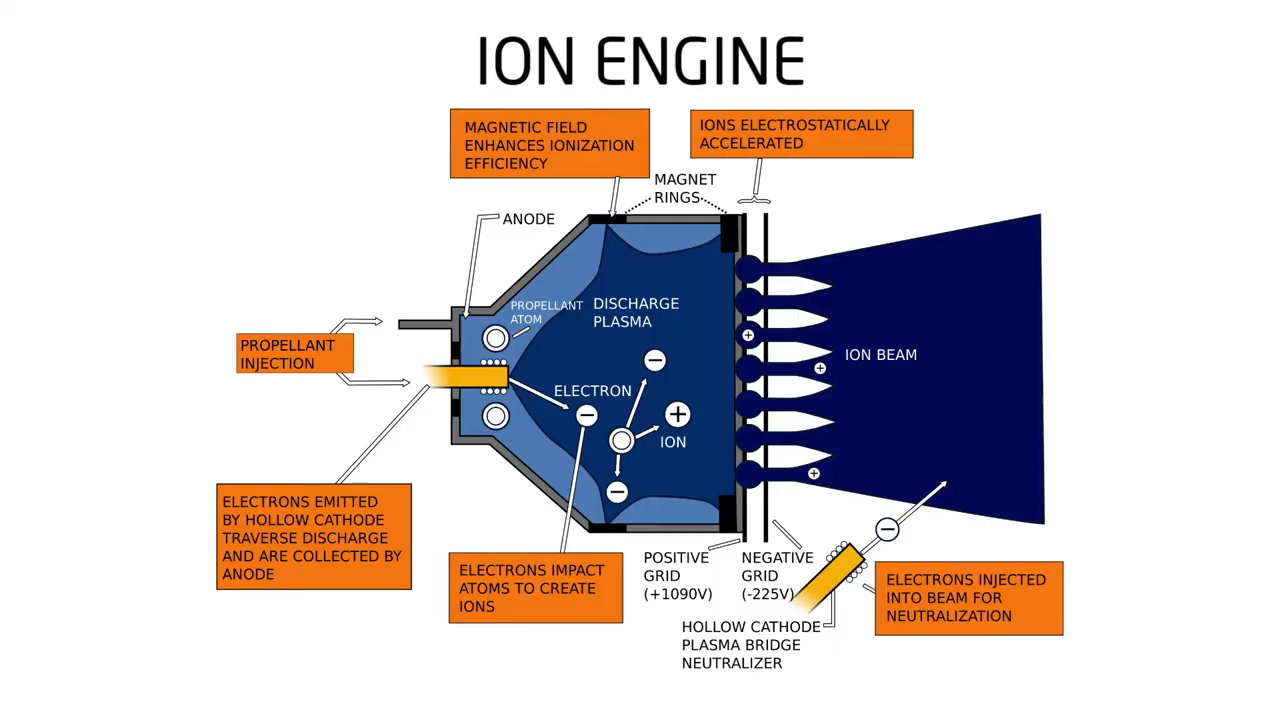 ION ENGINE
MAGNETIC FIELD
ENHANCES IONIZATION
EFFICIENCY
IONS ELECTROSTATICALLY
ACCELERATED
MAGNET
RINGS
ANODE
PROPELLANT
ATOM
DISCHARGE
PLASMA
PROPELLANT
INJECTION
ION BEAM
ELECTRON
ION
ELECTRONS EMITTED
BY HOLLOW CATHODE
TRAVERSE DISCHARGE
AND ARE COLLECTED BY
ANODE
ELECTRONS IMPACT
ATOMS TO CREATE
IONS
POSITIVE
GRID
(+1090V)
NEGATIVE
GRID
(-225V)
ELECTRONS INJECTED
INTO BEAM FOR
NEUTRALIZATION
HOLLOW CATHODE
PLASMA BRIDGE
NEUTRALIZER